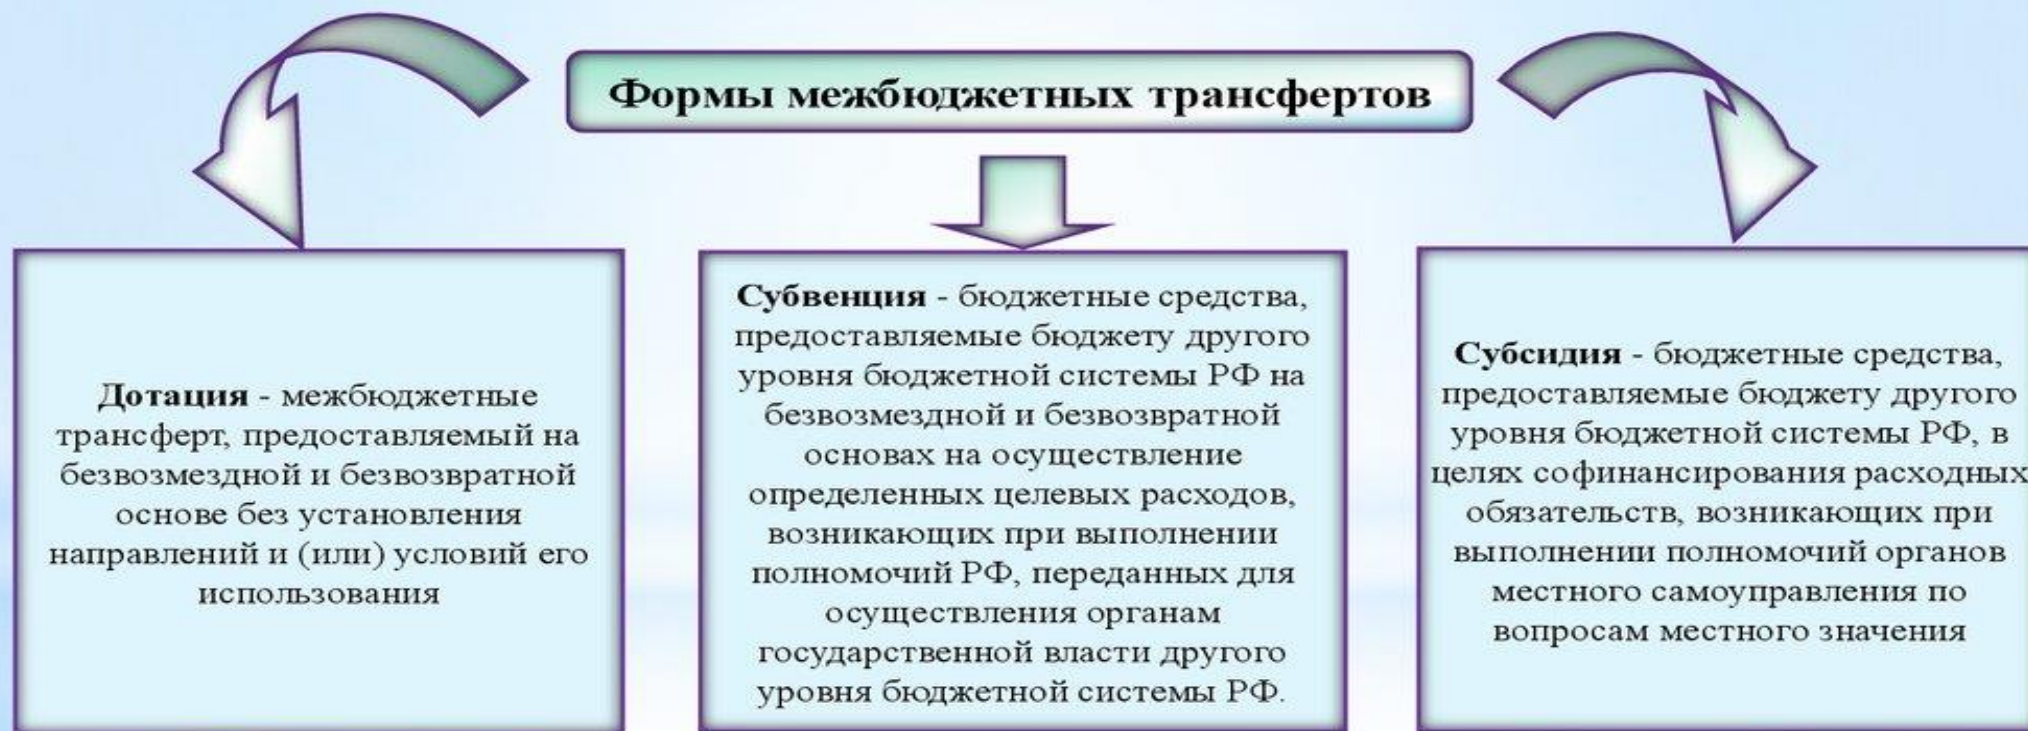 Формы межбюджетных трансфертов
Дотация - межбюджетные
трансферт, предоставляемый на
безвозмездной и безвозвратной
основе без установления
направлений и (или) условий его
использования
Субвенция - бюджетные средства,
предоставляемые бюджету другого
уровня бюджетной системы РФ на
безвозмездной и безвозвратной
основах на осуществление
определенных целевых расходов,
возникающих при выполнении
полномочий РФ, переданных для
осуществления органам
государственной власти другого
уровня бюджетной системы РФ.
Субсидия - бюджетные средства,
предоставляемые бюджету другого
уровня бюджетной системы РФ, в
целях софинансирования расходных
обязательств, возникающих при
выполнении полномочий органов
местного самоуправления по
вопросам местного значения